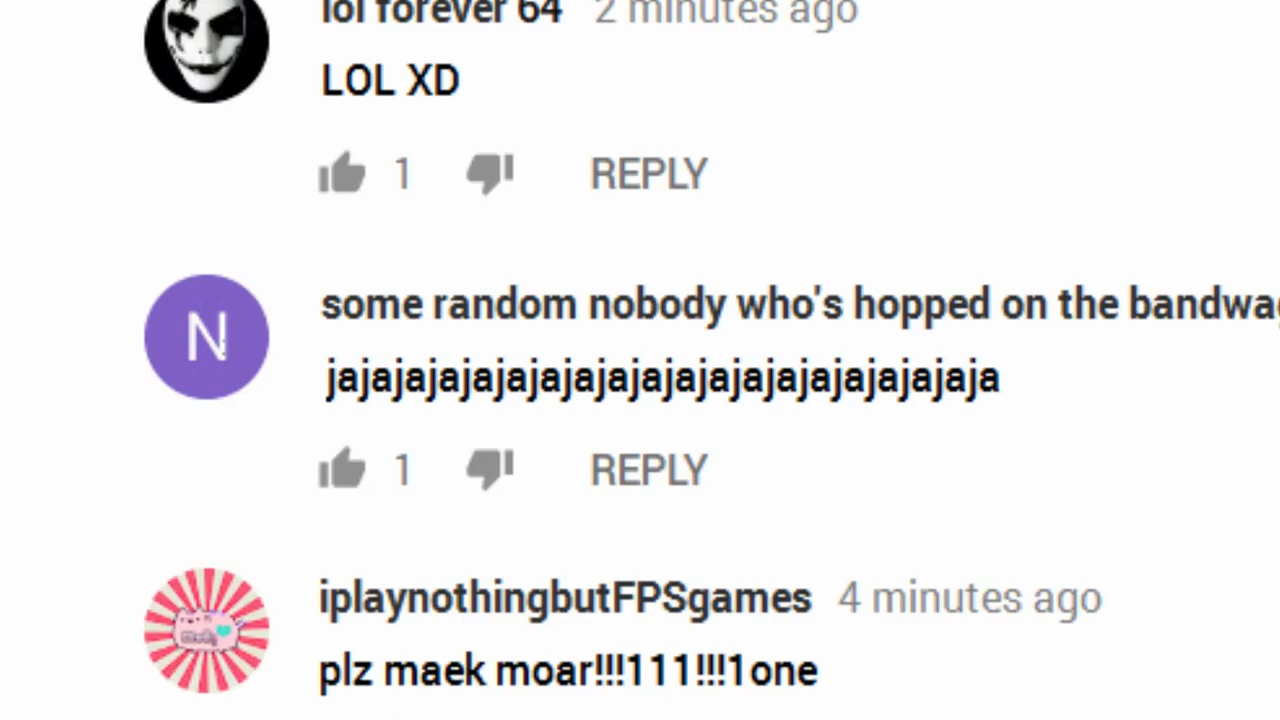 lol forever 64 2 minutes ago
LOL XD
1 REPLY
N
some random nobody who's hopped on the
jajajajajajajajajajajajajajajajajajajaja
1 REPLY
iplaynothingbutFPSgames 4 minutes ago
plz maek moar!!!111!!!1one